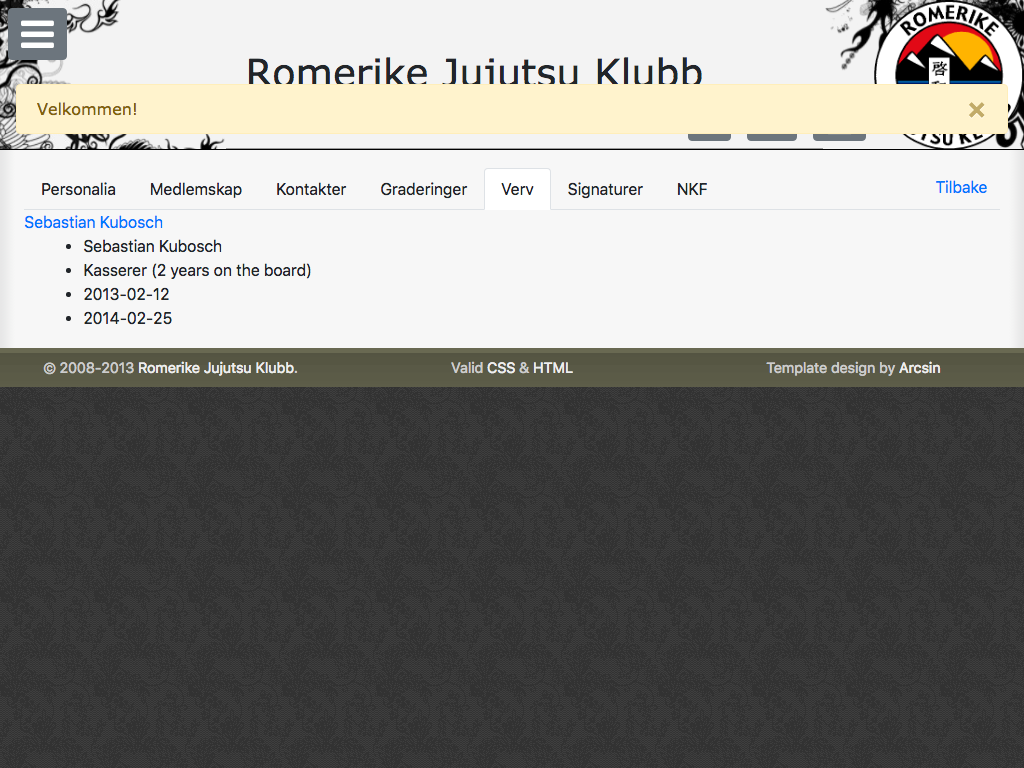 Romerike Jujutsu Klubb
ROMERIKE
啓
Velkommen!
×
Personalia Medlemskap Kontakter Graderinger Verv Signaturer NKF Tilbake
Sebastian Kubosch
• Sebastian Kubosch
• Kasserer (2 years on the board)
• 2013-02-12
• 2014-02-25
© 2008-2013 Romerike Jujutsu Klubb. Valid CSS & HTML Template design by Arcsin